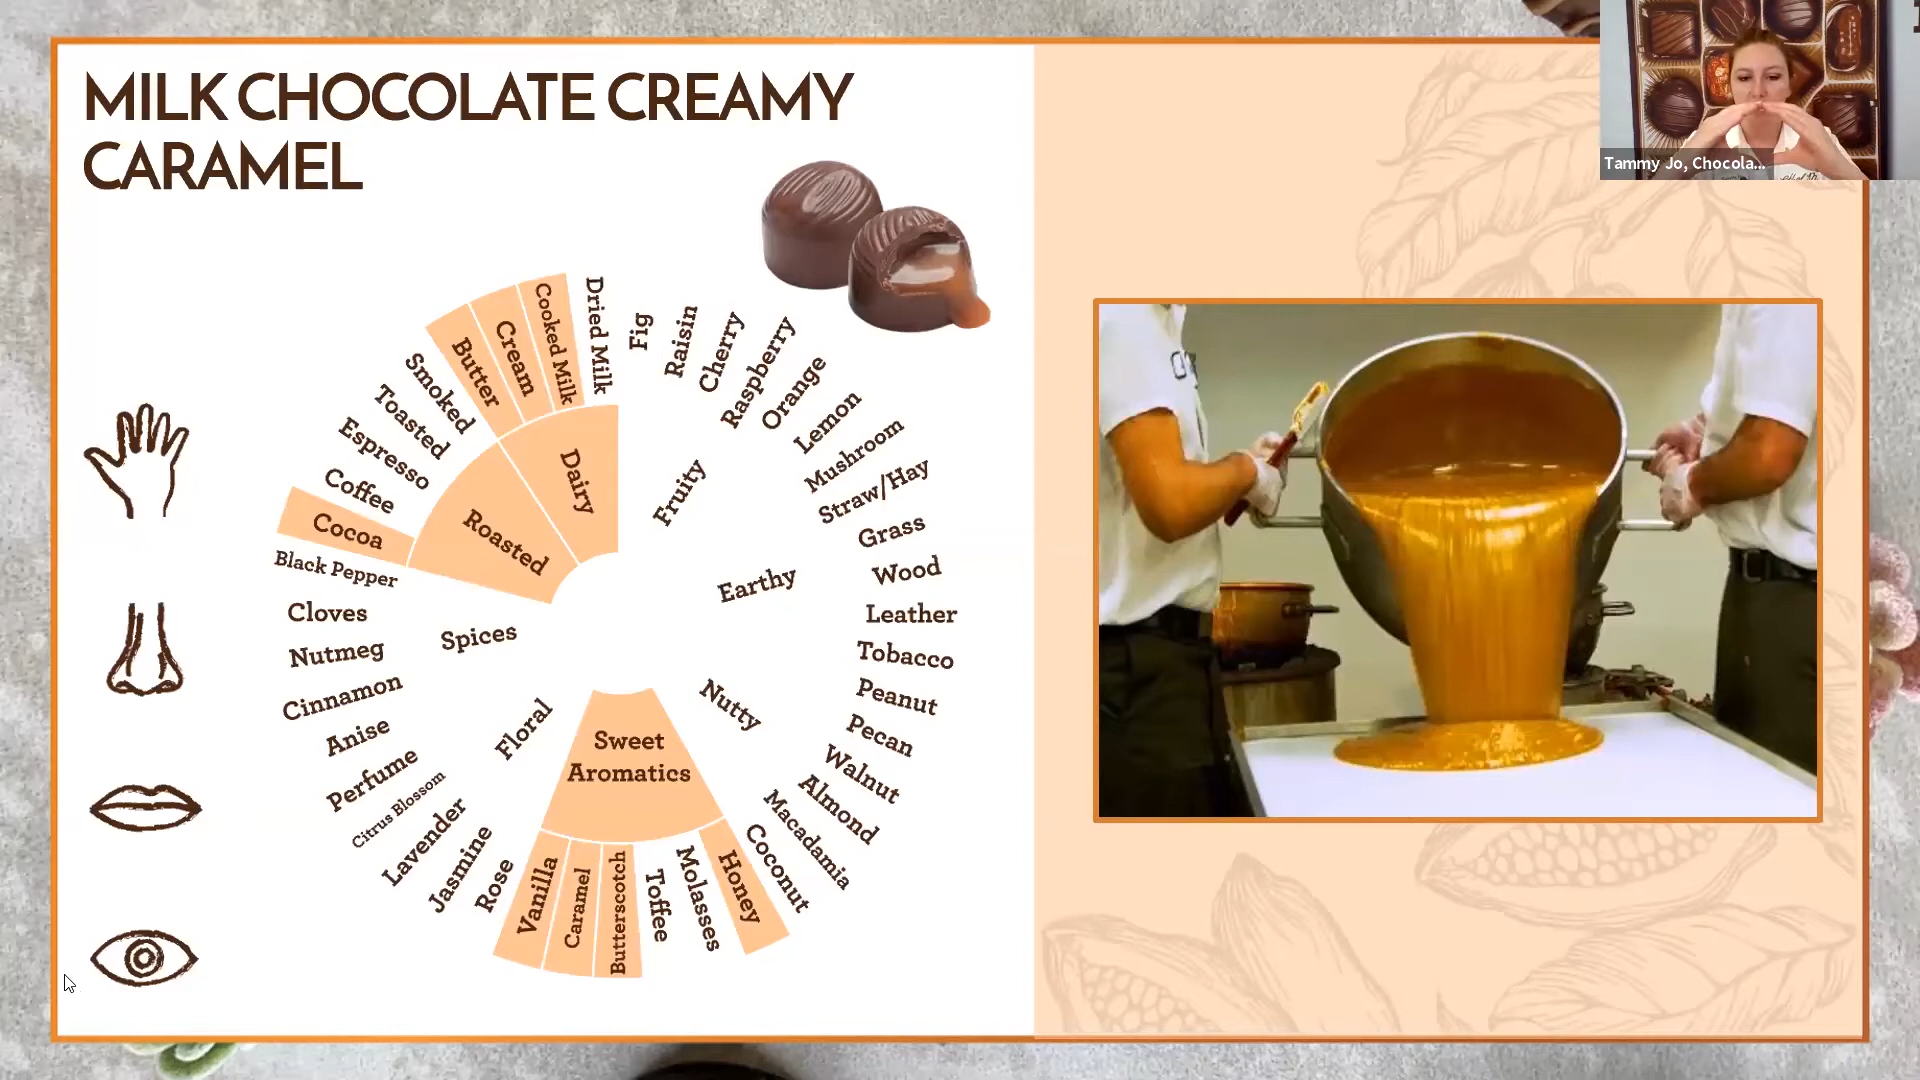 MILK CHOCOLATE CREAMY
CARAMEL
Tammy Jo, Chocola...
Dairy
Butter
Cream
Cooked Milk
Dried Milk
Fruity
Fig
Raisin
Cherry
Raspberry
Orange
Lemon
Earthy
Mushroom
Straw/Hay
Grass
Wood
Leather
Tobacco
Nutty
Peanut
Pecan
Walnut
Almond
Macadamia
Coconut
Sweet
Aromatics
Honey
Molasses
Toffee
Butterscotch
Caramel
Vanilla
Floral
Rose
Jasmine
Lavender
Citrus Blossom
Perfume
Spices
Anise
Cinnamon
Nutmeg
Cloves
Black Pepper
Roasted
Cocoa
Coffee
Espresso
Toasted
Smoked